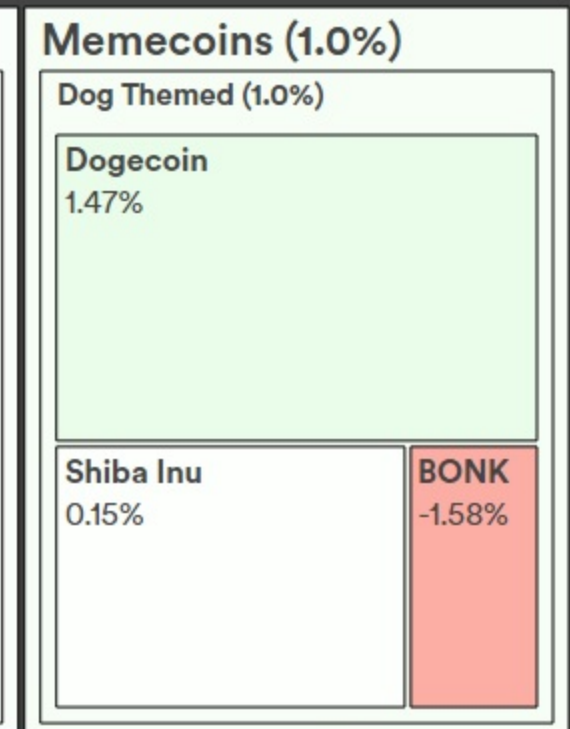 Memecoins (1.0%)
Dog Themed (1.0%)
Dogecoin
1.47%
Shiba Inu
0.15%
BONK
-1.58%